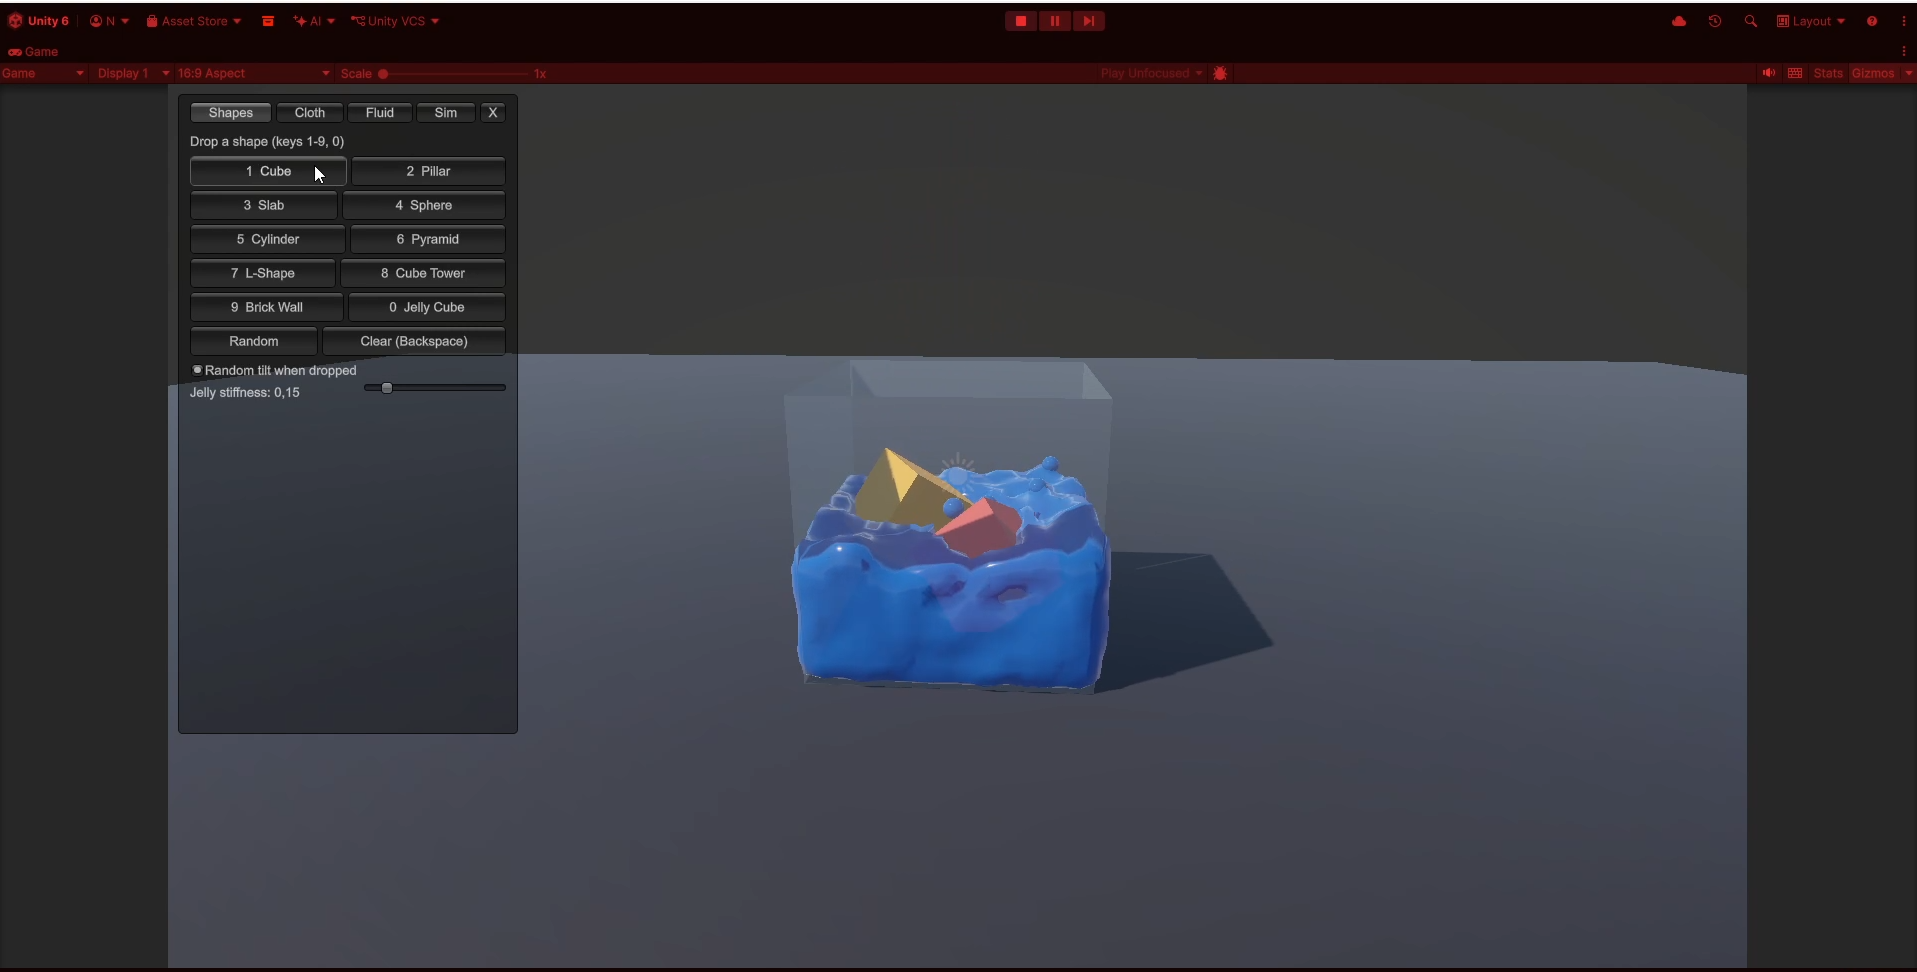 Unity 6 N Asset Store AI Unity VCS Layout
Game
Game Display 1 16:9 Aspect Scale 1x Play Unfocused Stats Gizmos
Shapes Cloth Fluid Sim X
Drop a shape (keys 1-9, 0)
1 Cube 2 Pillar
3 Slab 4 Sphere
5 Cylinder 6 Pyramid
7 L-Shape 8 Cube Tower
9 Brick Wall 0 Jelly Cube
Random Clear (Backspace)
Random tilt when dropped
Jelly stiffness: 0,15